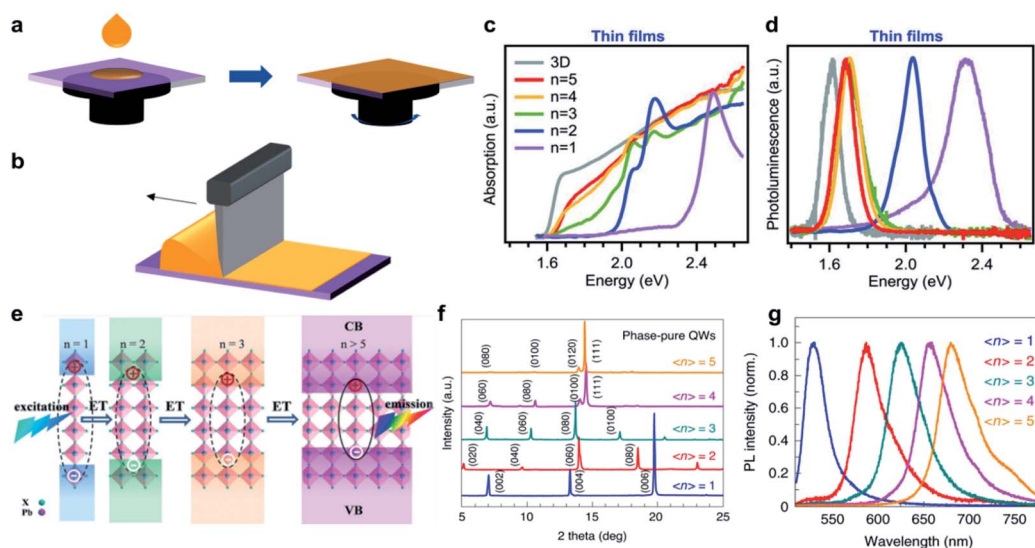 a
b
c
Thin films
3D
n=5
n=4
n=3
n=2
n=1
Absorption (a.u.)
1.6
2.0
2.4
Energy (eV)
d
Thin films
Photoluminescence (a.u.)
1.6
2.0
2.4
Energy (eV)
e
n = 1
n = 2
n = 3
n > 5
CB
excitation
ET
ET
ET
emission
X
Pb
VB
f
Phase-pure QWs
Intensity (a.u.)
(080)
(0100)
(0120)
(111)
<n> = 5
(060)
(080)
(0100)
(111)
<n> = 4
(040)
(060)
(080)
(0100)
<n> = 3
(020)
(040)
(060)
(080)
<n> = 2
(002)
(004)
(006)
<n> = 1
5
10
15
20
25
2 theta (deg)
g
PL intensity (norm.)
1.0
0.8
0.6
0.4
0.2
0
<n> = 1
<n> = 2
<n> = 3
<n> = 4
<n> = 5
550
600
650
700
750
Wavelength (nm)